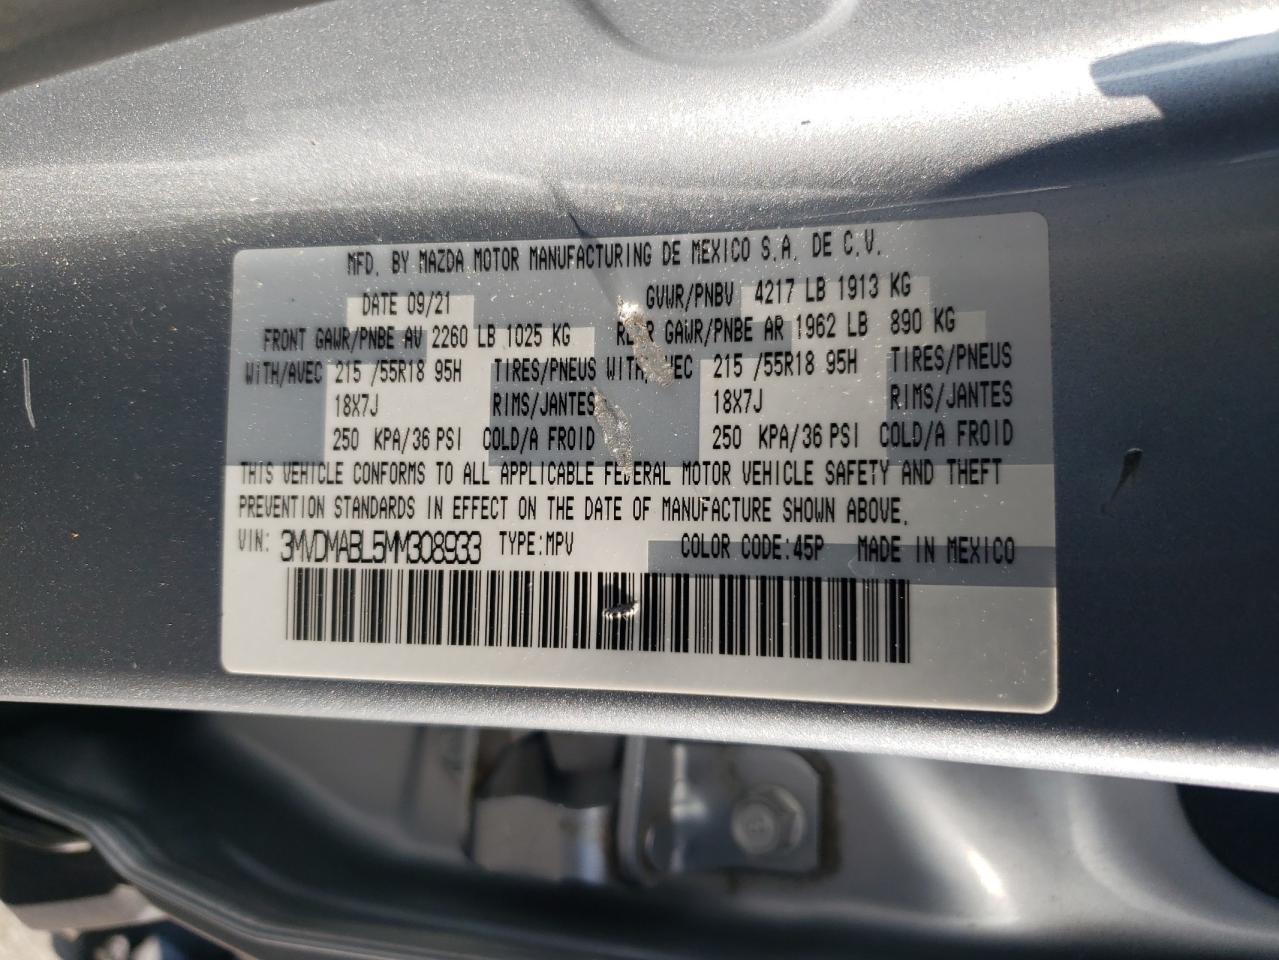 MFD. BY MAZDA MOTOR MANUFACTURING DE MEXICO S.A. DE C.V.
DATE 09/21 GVWR/PNBV 4217 LB 1913 KG
FRONT GAWR/PNBE AV 2260 LB 1025 KG REAR GAWR/PNBE AR 1962 LB 890 KG
WITH/AVEC 215 /55R18 95H TIRES/PNEUS WITH/AVEC 215 /55R18 95H TIRES/PNEUS
18X7J RIMS/JANTES 18X7J RIMS/JANTES
250 KPA/36 PSI COLD/A FROID 250 KPA/36 PSI COLD/A FROID
THIS VEHICLE CONFORMS TO ALL APPLICABLE FEDERAL MOTOR VEHICLE SAFETY AND THEFT
PREVENTION STANDARDS IN EFFECT ON THE DATE OF MANUFACTURE SHOWN ABOVE.
VIN: 3MVDMABL5MM308933 TYPE:MPV COLOR CODE:45P MADE IN MEXICO